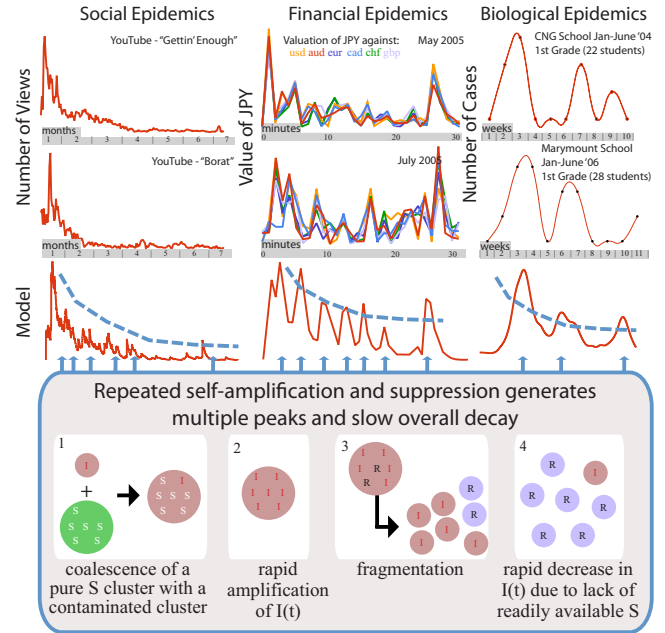 Social Epidemics
Financial Epidemics
Biological Epidemics
Number of Views
YouTube - "Gettin' Enough"
months
1 2 3 4 5 6 7
YouTube - "Borat"
months
1 2 3 4 5 6 7
Value of JPY
Valuation of JPY against:
usd aud eur cad chf gbp
May 2005
minutes
0 10 20 30
July 2005
minutes
0 10 20 30
Number of Cases
CNG School Jan-June '04
1st Grade (22 students)
weeks
1 2 3 4 5 6 7 8 9 10
Marymount School
Jan-June '06
1st Grade (28 students)
weeks
1 2 3 4 5 6 7 8 9 10 11
Model
Repeated self-amplification and suppression generates
multiple peaks and slow overall decay
1
I
+
S
S S S
S S
S
S I
S S S
S S
coalescence of a
pure S cluster with a
contaminated cluster
2
I I
I I I
I I
rapid
amplification
of I(t)
3
I I
I R I
R I
R
I I R
I I I
fragmentation
4
R I
R R
R R R
rapid decrease in
I(t) due to lack of
readily available S